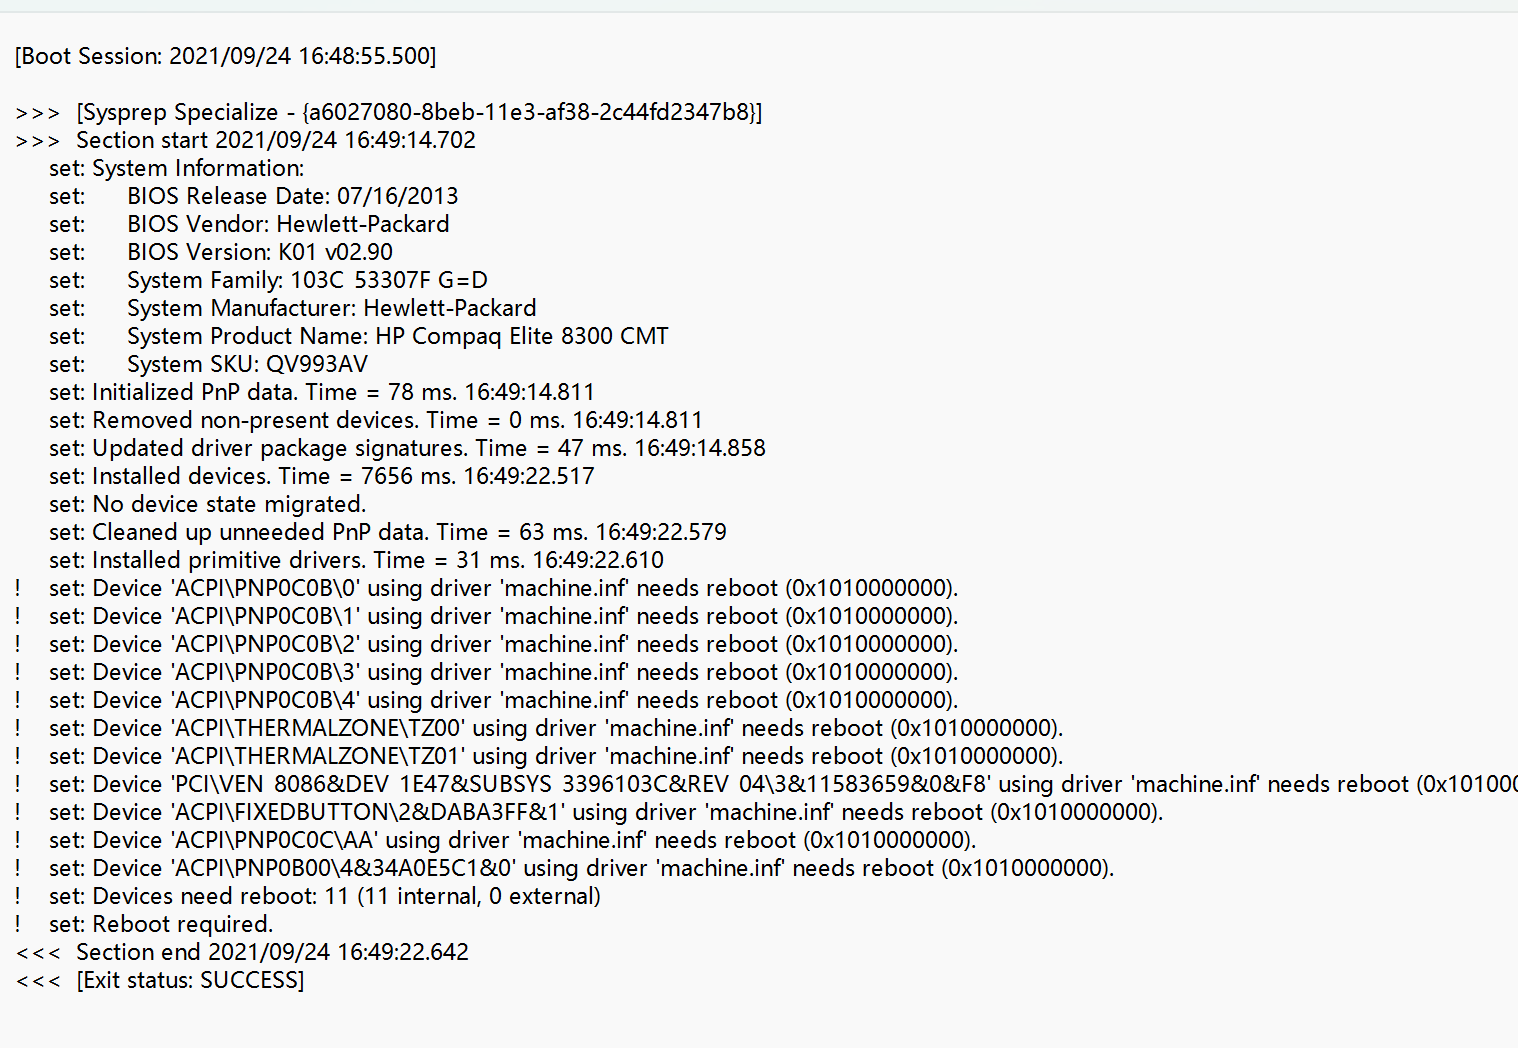 [Boot Session: 2021/09/24 16:48:55.500]
>>> [Sysprep Specialize - {a6027080-8beb-11e3-af38-2c44fd2347b8}]
>>> Section start 2021/09/24 16:49:14.702
set: System Information:
set: BIOS Release Date: 07/16/2013
set: BIOS Vendor: Hewlett-Packard
set: BIOS Version: K01 v02.90
set: System Family: 103C 53307F G=D
set: System Manufacturer: Hewlett-Packard
set: System Product Name: HP Compaq Elite 8300 CMT
set: System SKU: QV993AV
set: Initialized PnP data. Time = 78 ms. 16:49:14.811
set: Removed non-present devices. Time = 0 ms. 16:49:14.811
set: Updated driver package signatures. Time = 47 ms. 16:49:14.858
set: Installed devices. Time = 7656 ms. 16:49:22.517
set: No device state migrated.
set: Cleaned up unneeded PnP data. Time = 63 ms. 16:49:22.579
set: Installed primitive drivers. Time = 31 ms. 16:49:22.610
! set: Device 'ACPI\PNP0C0B\0' using driver 'machine.inf' needs reboot (0x1010000000).
! set: Device 'ACPI\PNP0C0B\1' using driver 'machine.inf' needs reboot (0x1010000000).
! set: Device 'ACPI\PNP0C0B\2' using driver 'machine.inf' needs reboot (0x1010000000).
! set: Device 'ACPI\PNP0C0B\3' using driver 'machine.inf' needs reboot (0x1010000000).
! set: Device 'ACPI\PNP0C0B\4' using driver 'machine.inf' needs reboot (0x1010000000).
! set: Device 'ACPI\THERMALZONE\TZ00' using driver 'machine.inf' needs reboot (0x1010000000).
! set: Device 'ACPI\THERMALZONE\TZ01' using driver 'machine.inf' needs reboot (0x1010000000).
! set: Device 'PCI\VEN 8086&DEV 1E47&SUBSYS 3396103C&REV 04\3&11583659&0&F8' using driver 'machine.inf' needs reboot (0x10100
! set: Device 'ACPI\FIXEDBUTTON\2&DABA3FF&1' using driver 'machine.inf' needs reboot (0x1010000000).
! set: Device 'ACPI\PNP0C0C\AA' using driver 'machine.inf' needs reboot (0x1010000000).
! set: Device 'ACPI\PNP0B00\4&34A0E5C1&0' using driver 'machine.inf' needs reboot (0x1010000000).
! set: Devices need reboot: 11 (11 internal, 0 external)
! set: Reboot required.
<<< Section end 2021/09/24 16:49:22.642
<<< [Exit status: SUCCESS]